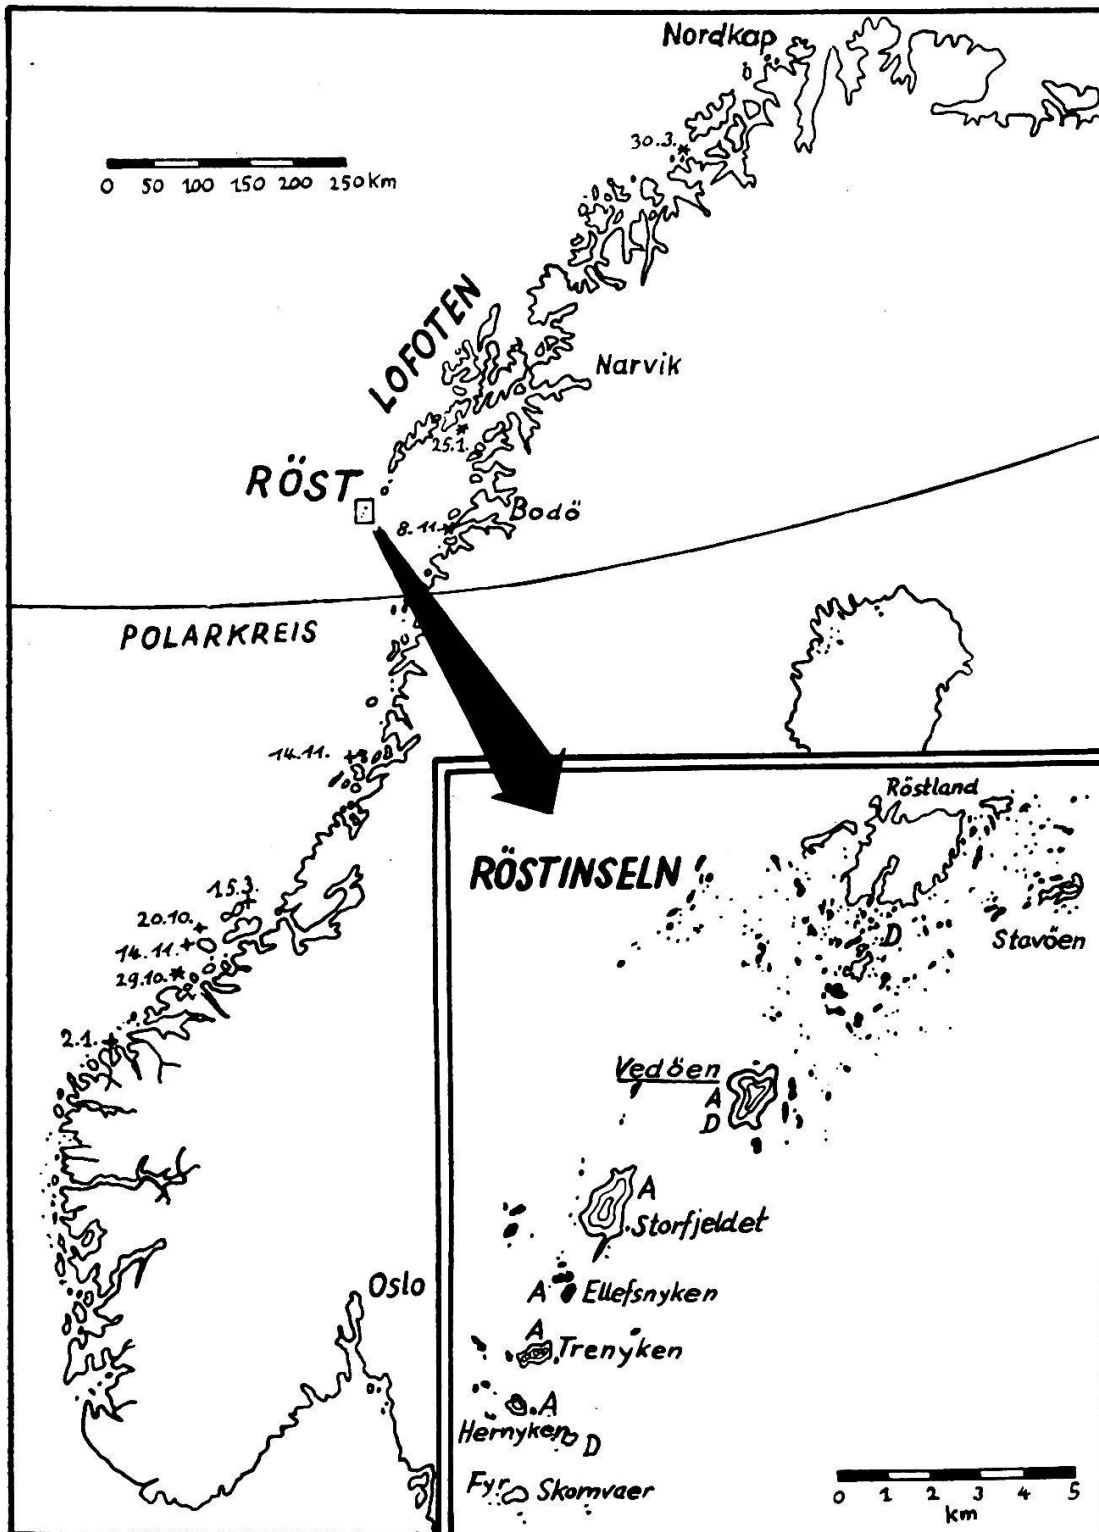 Nordkap
30.3.
0 50 100 150 200 250 Km
LOFOTEN
Narvik
25.1.
RÖST
Bodö
8.11.
POLARKREIS
14.11.
15.3.
20.10.
14.11.
29.10.
2.1.
Oslo
Röstland
RÖSTINSELN
D
Stavöen
Vedöen
A
D
A
Storfjeldet
A Ellefsnyken
A
Trenyken
A
Hernyken
D
Fyr Skomvaer
0 1 2 3 4 5
km